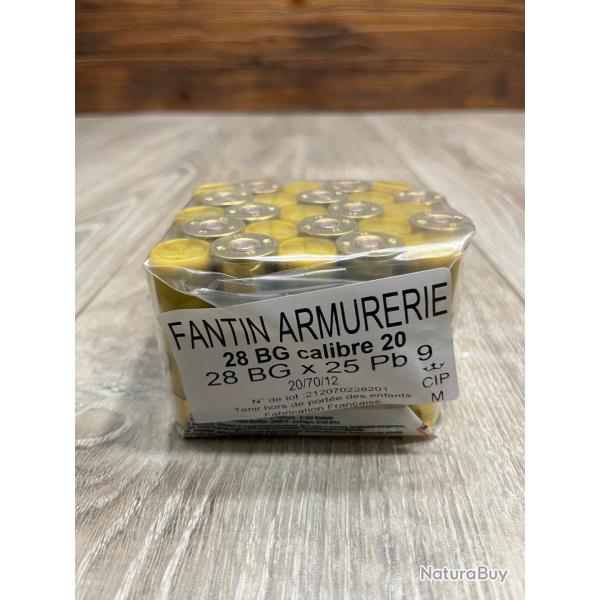 FANTIN ARMURERIE
28 BG calibre 20
28 BG x 25 Pb 9
20/70/12
CIP
N° de lot :212070228201
M
Tenir hors de portée des enfants
Fabrication Française
NaturaBuy